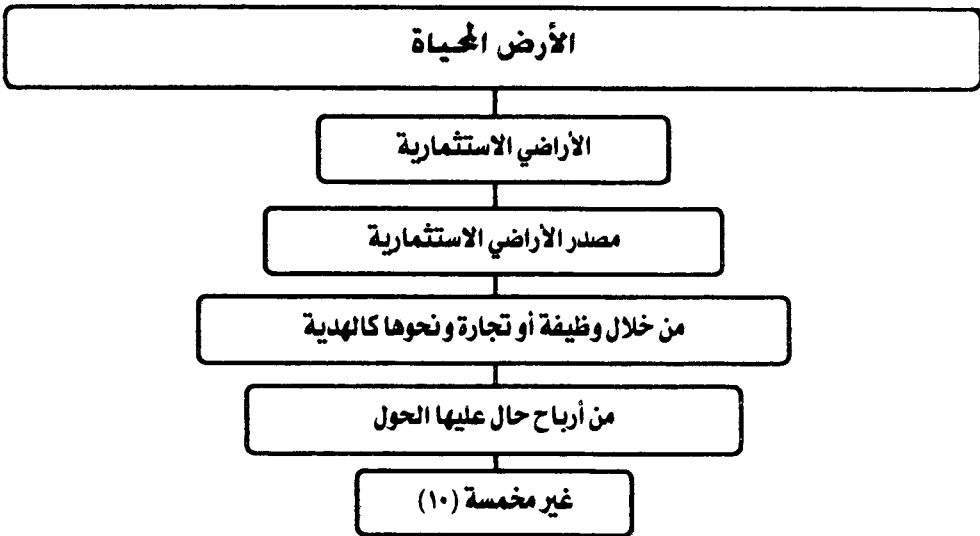 الأرض المحياة
الأراضي الاستثمارية
مصدر الأراضي الاستثمارية
من خلال وظيفة أو تجارة ونحوها كالهدية
من أرباح حال عليها الحول
غير مخمسة (١٠)